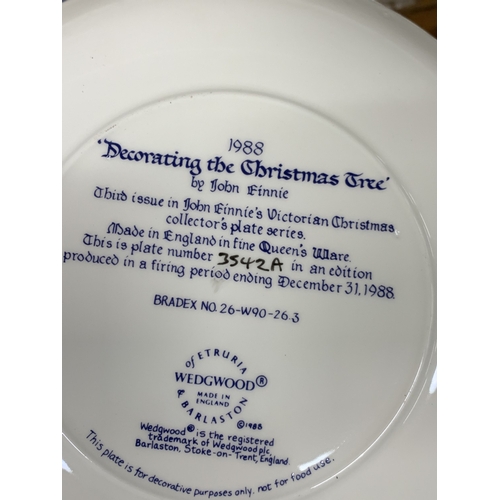 1988
'Decorating the Christmas Tree'
by John Finnie
Third issue in John Finnie's Victorian Christmas
collector's plate series.
Made in England in fine Queen's Ware.
This is plate number 3542A in an edition
produced in a firing period ending December 31, 1988.
BRADEX NO. 26-W90-26.3
of ETRURIA
WEDGWOOD®
MADE IN
ENGLAND
& BARLASTON
©1988
Wedgwood® is the registered
trademark of Wedgwood plc,
Barlaston, Stoke-on-Trent, England.
This plate is for decorative purposes only, not for food use.